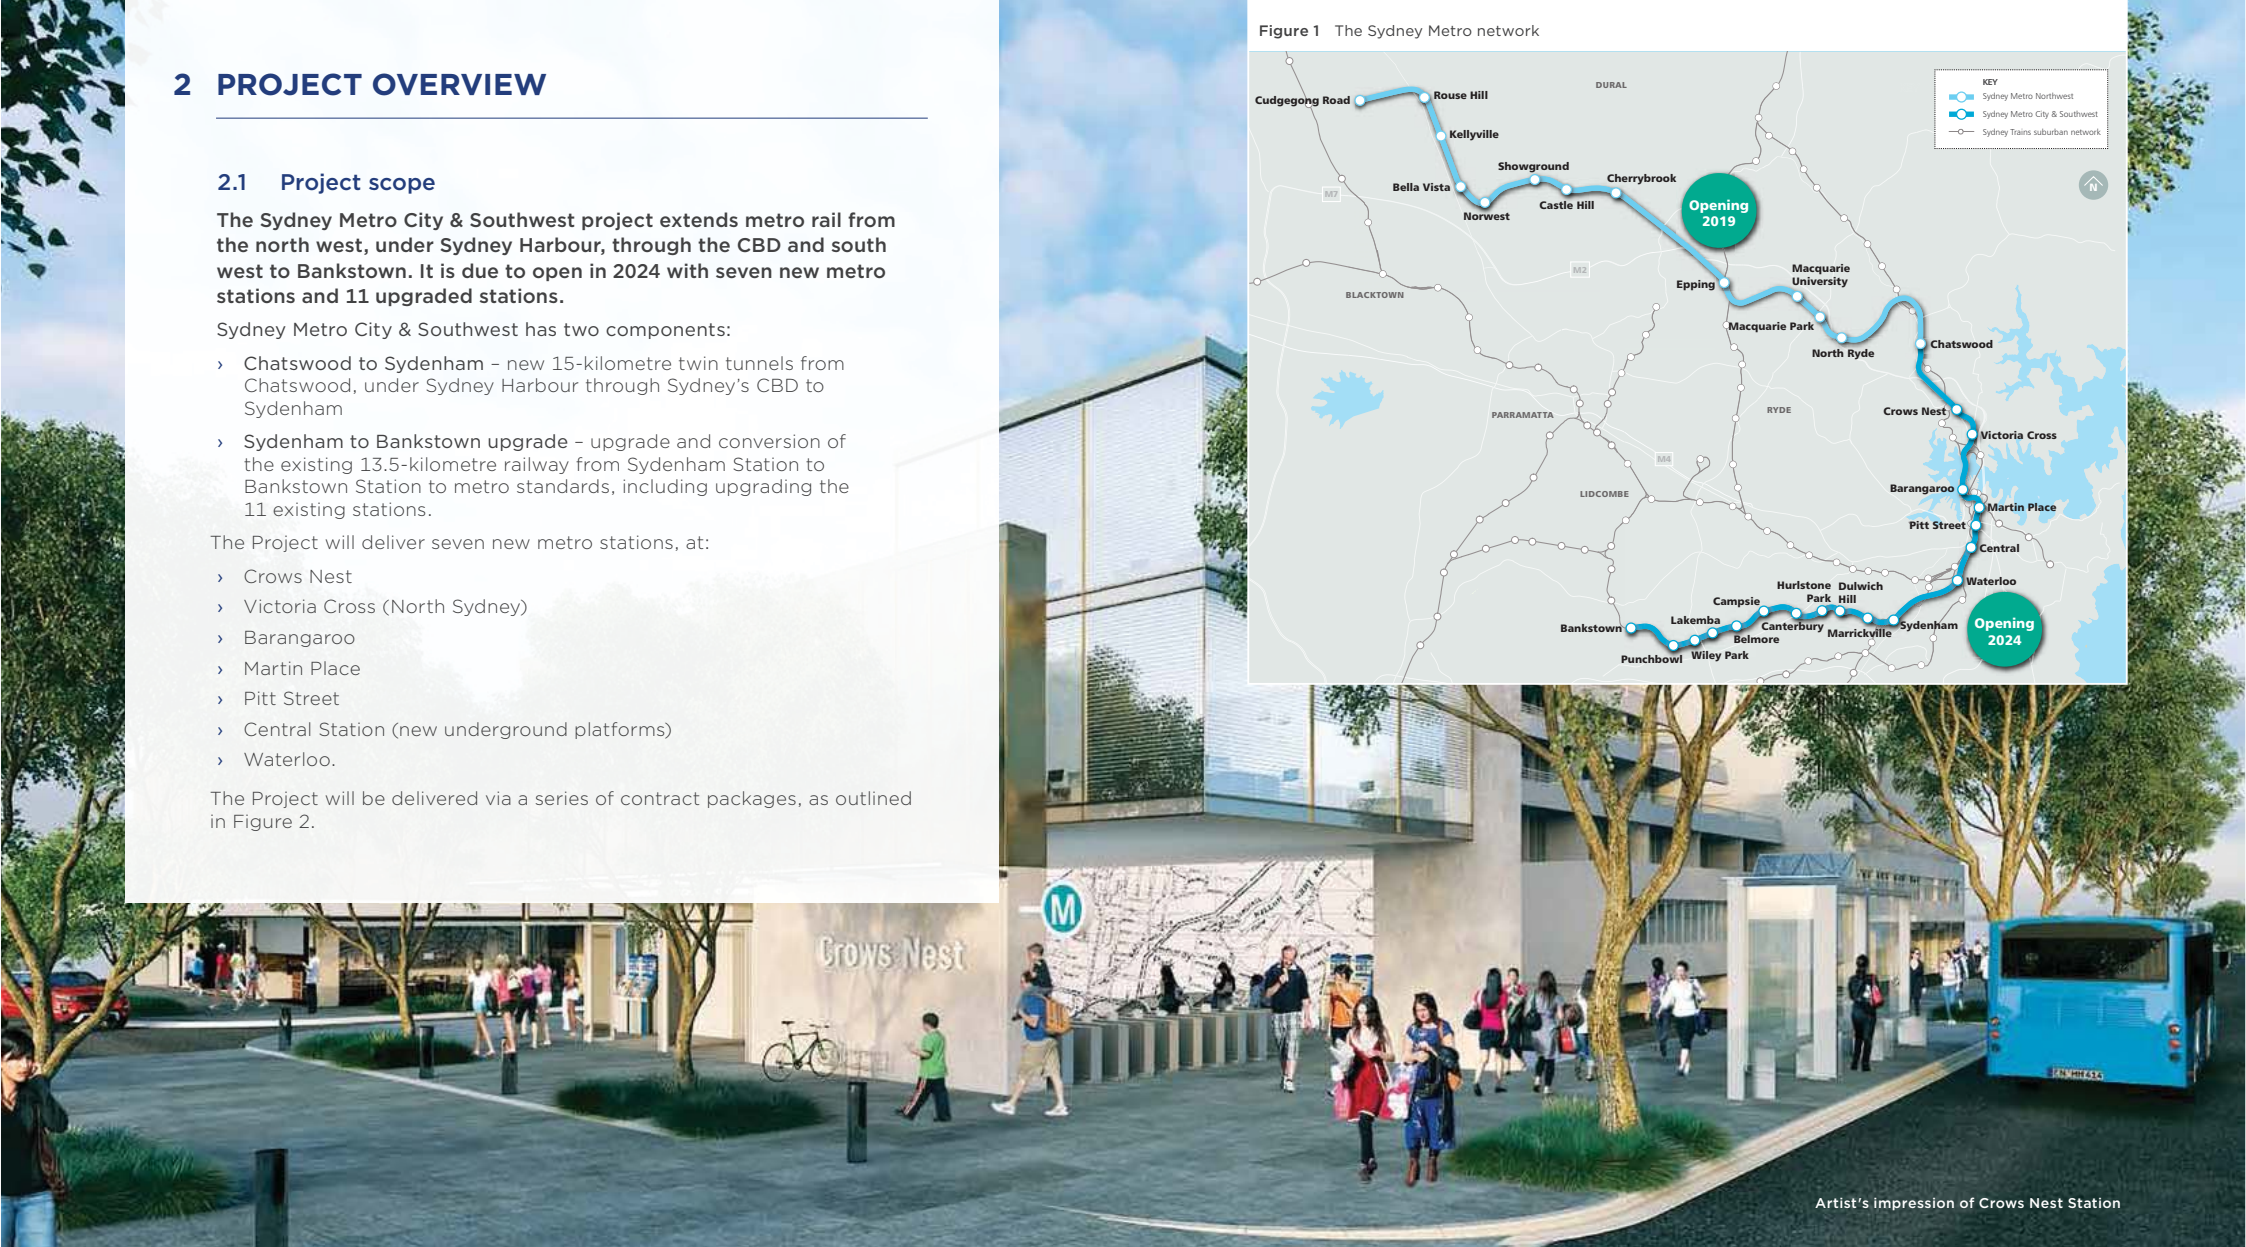 2 PROJECT OVERVIEW
2.1 Project scope
The Sydney Metro City & Southwest project extends metro rail from
the north west, under Sydney Harbour, through the CBD and south
west to Bankstown. It is due to open in 2024 with seven new metro
stations and 11 upgraded stations.
Sydney Metro City & Southwest has two components:
› Chatswood to Sydenham – new 15-kilometre twin tunnels from
Chatswood, under Sydney Harbour through Sydney's CBD to
Sydenham
› Sydenham to Bankstown upgrade – upgrade and conversion of
the existing 13.5-kilometre railway from Sydenham Station to
Bankstown Station to metro standards, including upgrading the
11 existing stations.
The Project will deliver seven new metro stations, at:
› Crows Nest
› Victoria Cross (North Sydney)
› Barangaroo
› Martin Place
› Pitt Street
› Central Station (new underground platforms)
› Waterloo.
The Project will be delivered via a series of contract packages, as outlined
in Figure 2.
Figure 1 The Sydney Metro network
KEY
Sydney Metro Northwest
Sydney Metro City & Southwest
Sydney Trains suburban network
N
DURAL
Cudgegong Road
Rouse Hill
Kellyville
Showground
Cherrybrook
Bella Vista
M7
Castle Hill
Norwest
Opening
2019
M2
Macquarie
University
Epping
BLACKTOWN
Macquarie Park
North Ryde
Chatswood
PARRAMATTA
RYDE
Crows Nest
Victoria Cross
M4
LIDCOMBE
Barangaroo
Martin Place
Pitt Street
Central
Waterloo
Hurlstone
Park
Dulwich
Hill
Campsie
Lakemba
Bankstown
Canterbury
Marrickville
Sydenham
Belmore
Punchbowl
Wiley Park
Opening
2024
Crows Nest
M
Artist's impression of Crows Nest Station